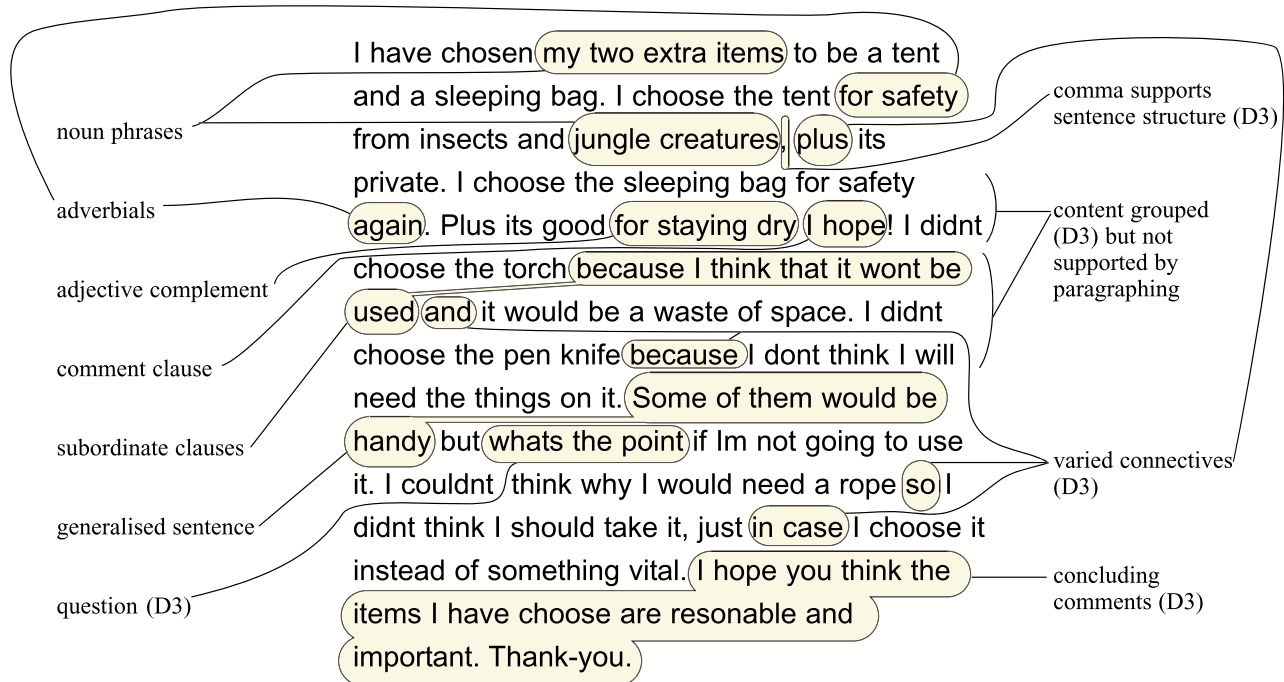 I have chosen my two extra items to be a tent
and a sleeping bag. I choose the tent for safety
from insects and jungle creatures, plus its
private. I choose the sleeping bag for safety
again. Plus its good for staying dry I hope! I didnt
choose the torch because I think that it wont be
used and it would be a waste of space. I didnt
choose the pen knife because I dont think I will
need the things on it. Some of them would be
handy but whats the point if Im not going to use
it. I couldnt think why I would need a rope so I
didnt think I should take it, just in case I choose it
instead of something vital. I hope you think the
items I have choose are resonable and
important. Thank-you.
noun phrases
adverbials
adjective complement
comment clause
subordinate clauses
generalised sentence
question (D3)
comma supports
sentence structure (D3)
content grouped
(D3) but not
supported by
paragraphing
varied connectives
(D3)
concluding
comments (D3)